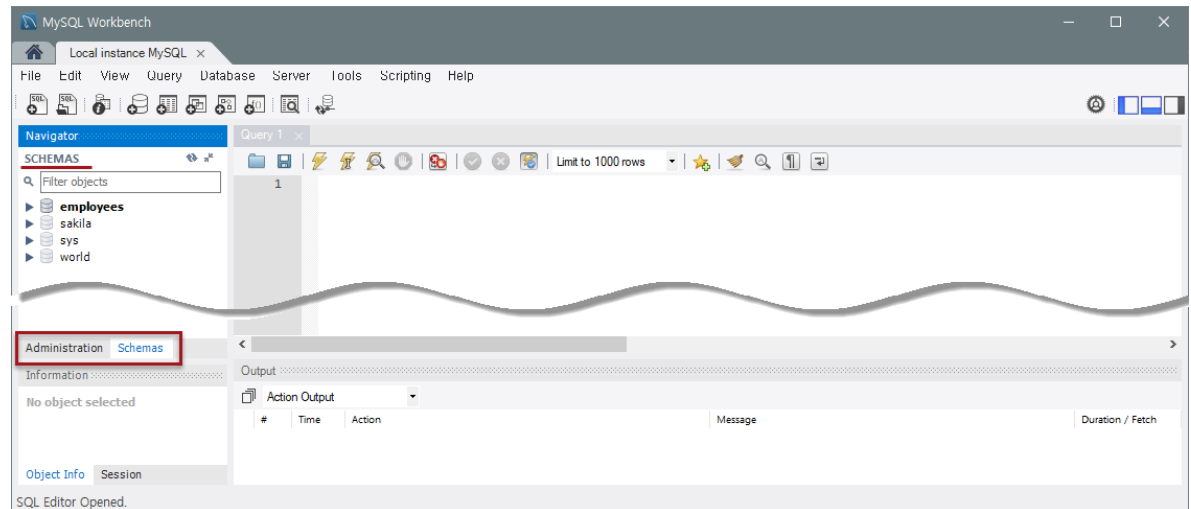 MySQL Workbench
Local instance MySQL ×
File Edit View Query Database Server Tools Scripting Help
Navigator
Query 1 ×
SCHEMAS
Limit to 1000 rows
Filter objects
1
employees
sakila
sys
world
Administration Schemas
Information
Output
No object selected
Action Output
# Time Action Message Duration / Fetch
Object Info Session
SQL Editor Opened.